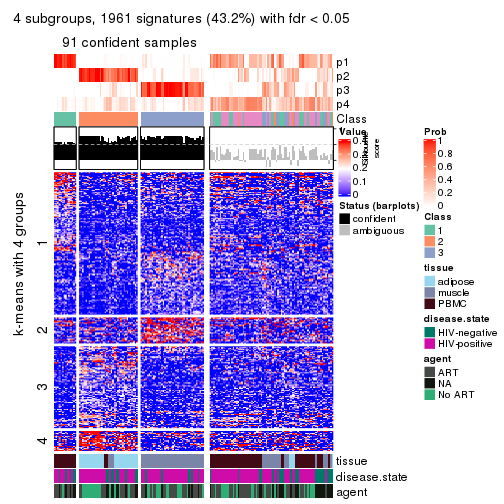 4 subgroups, 1961 signatures (43.2%) with fdr < 0.05
91 confident samples
p1
p2
p3
p4
Class
Silhouette
score
Value
0.4
0.2
0.1
0
Status (barplots)
confident
ambiguous
Prob
1
0.8
0.6
0.4
0.2
0
Class
1
2
3
tissue
adipose
muscle
PBMC
disease.state
HIV-negative
HIV-positive
agent
ART
NA
No ART
k-means with 4 groups
1
2
3
4
tissue
disease.state
agent